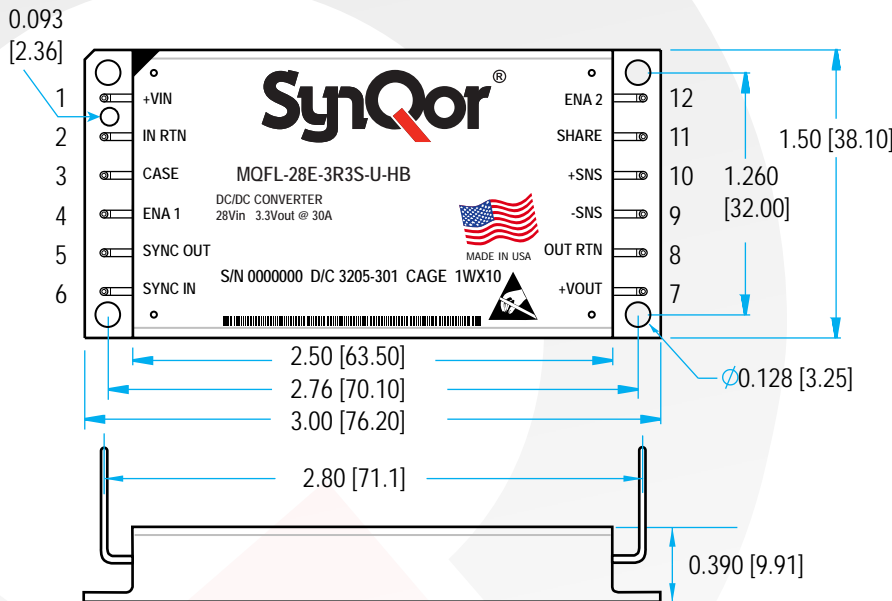 0.093
[2.36]
SynQor®
1 +VIN
2 IN RTN
3 CASE
4 ENA 1
5 SYNC OUT
6 SYNC IN
MQFL-28E-3R3S-U-HB
DC/DC CONVERTER
28Vin 3.3Vout @ 30A
MADE IN USA
S/N 0000000 D/C 3205-301 CAGE 1WX10
ENA 2 12
SHARE 11
+SNS 10
-SNS 9
OUT RTN 8
+VOUT 7
1.260
[32.00]
1.50 [38.10]
2.50 [63.50]
2.76 [70.10]
3.00 [76.20]
Ø0.128 [3.25]
2.80 [71.1]
0.390 [9.91]